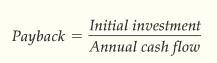 Payback = Initial investment / Annual cash flow